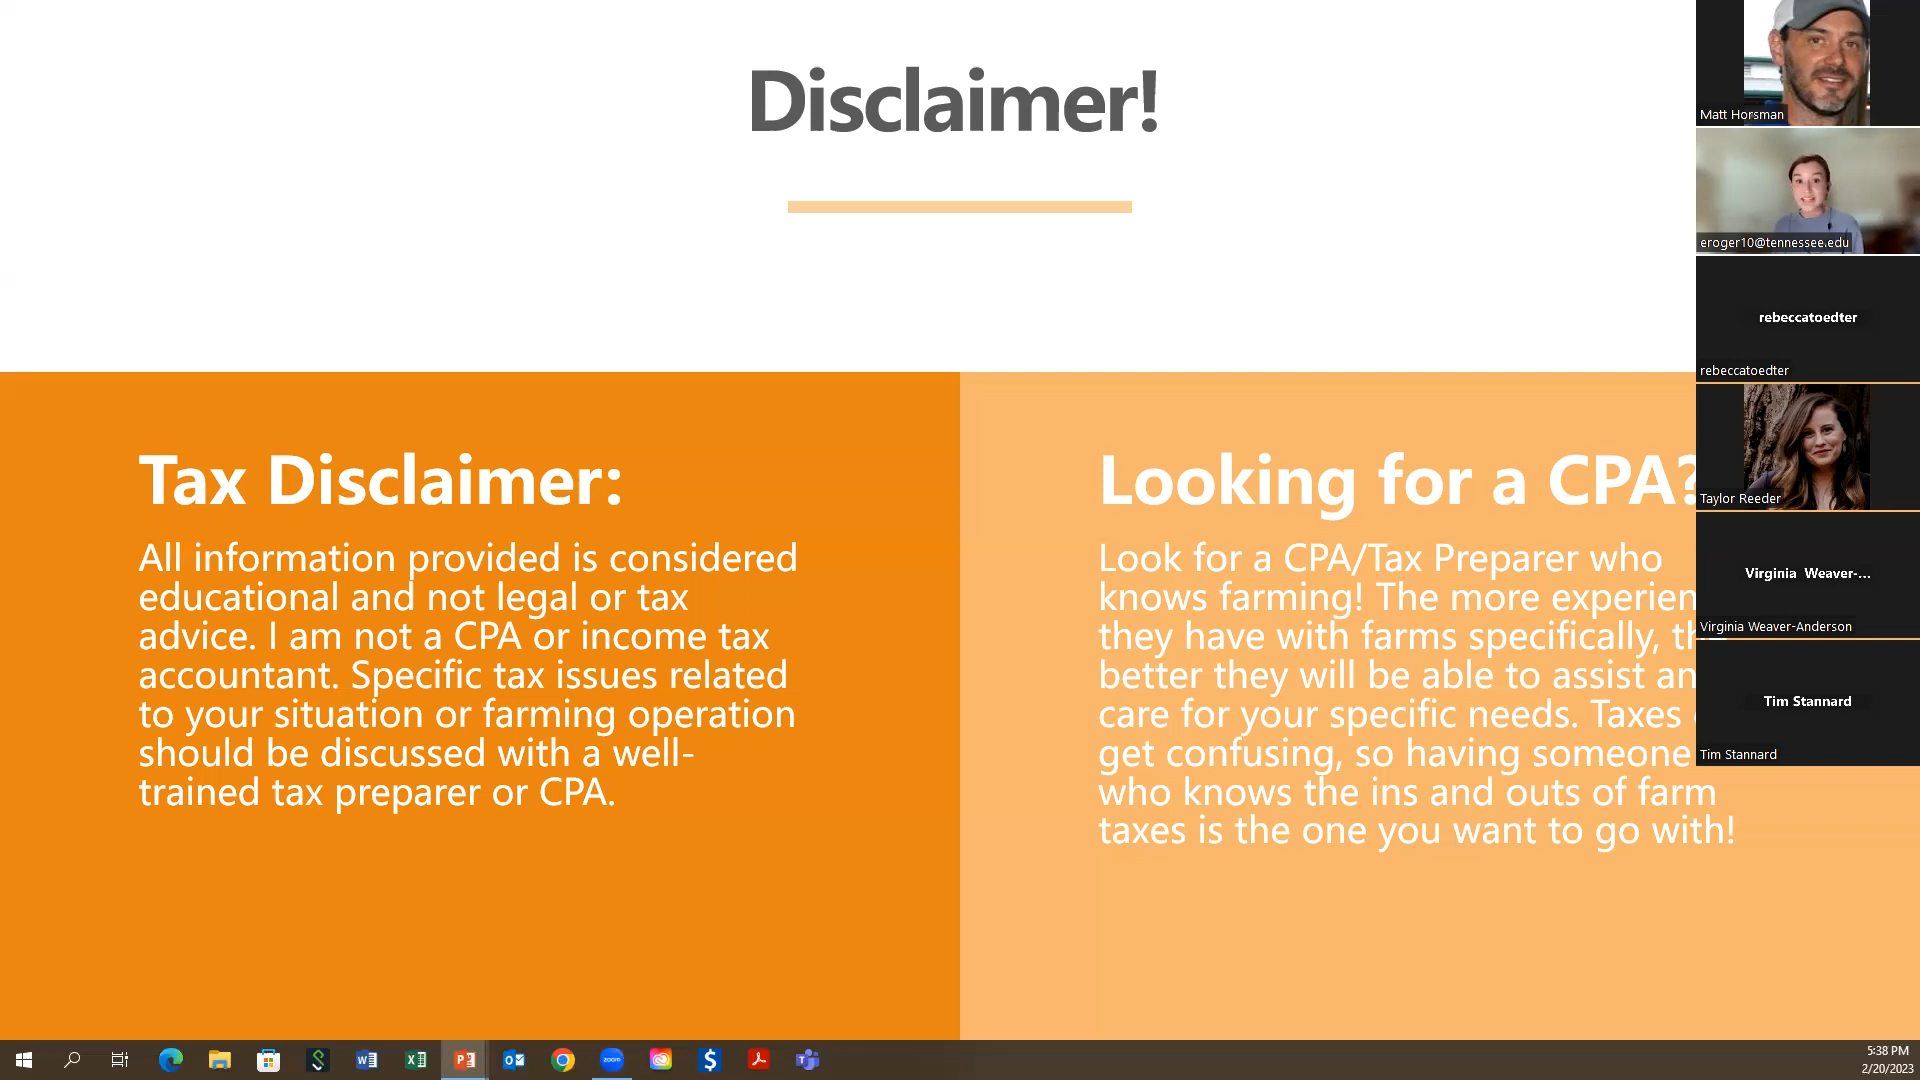 Disclaimer!
Tax Disclaimer:
All information provided is considered
educational and not legal or tax
advice. I am not a CPA or income tax
accountant. Specific tax issues related
to your situation or farming operation
should be discussed with a well-
trained tax preparer or CPA.
Looking for a CPA?
Look for a CPA/Tax Preparer who
knows farming! The more
they have with farms specifically,
better they will be able to assist
care for your specific needs. Taxes
get confusing, so having someone
who knows the ins and outs of farm
taxes is the one you want to go with!
Matt Horsman
eroger10@tennessee.edu
rebeccatoedter
rebeccatoedter
Taylor Reeder
Virginia Weaver-...
Virginia Weaver-Anderson
Tim Stannard
Tim Stannard
zoom
5:38 PM
2/20/2023